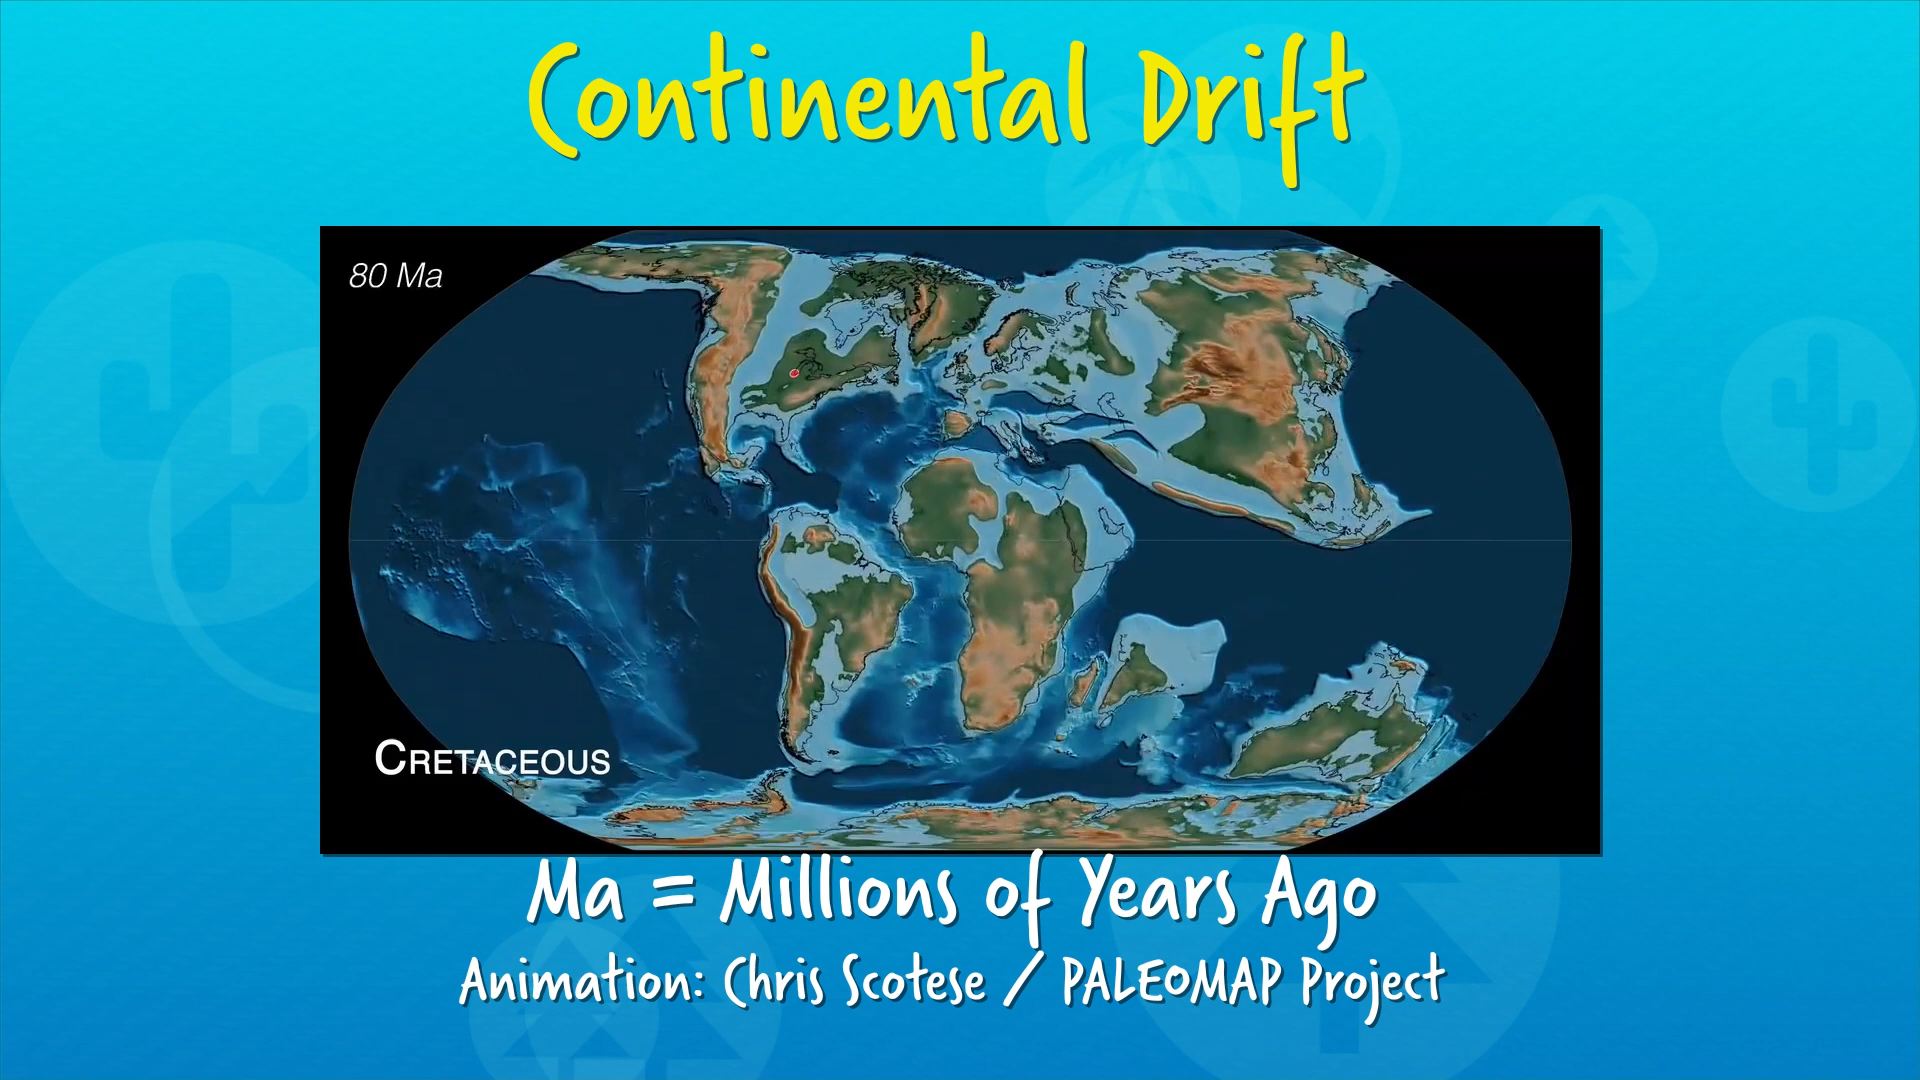 Continental Drift
80 Ma
CRETACEOUS
Ma = Millions of Years Ago
Animation: Chris Scotese / PALEOMAP Project